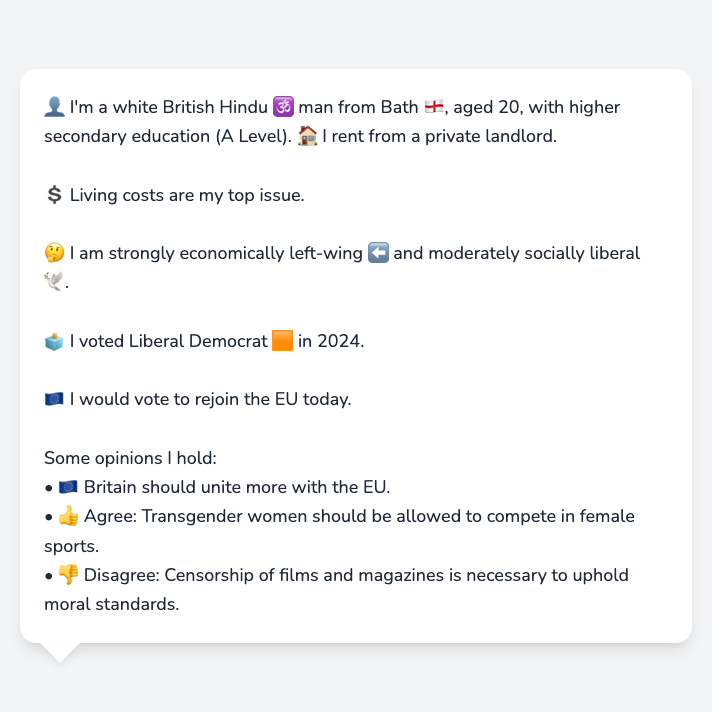 👤 I'm a white British Hindu 🕉️ man from Bath 🏴󠁧󠁢󠁥󠁮󠁧󠁿, aged 20, with higher
secondary education (A Level). 🏠 I rent from a private landlord.
💲 Living costs are my top issue.
🤔 I am strongly economically left-wing ⬅️ and moderately socially liberal
🕊️.
🗳️ I voted Liberal Democrat 🟧 in 2024.
🇪🇺 I would vote to rejoin the EU today.
Some opinions I hold:
• 🇪🇺 Britain should unite more with the EU.
• 👍 Agree: Transgender women should be allowed to compete in female
sports.
• 👎 Disagree: Censorship of films and magazines is necessary to uphold
moral standards.